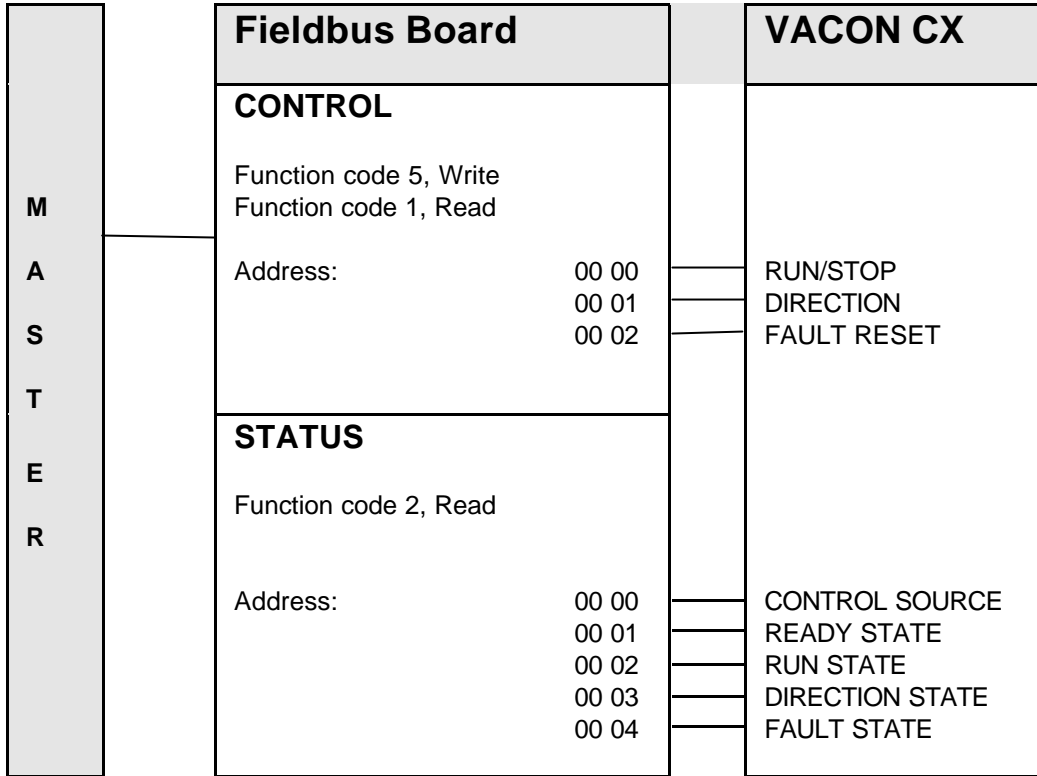 Fieldbus Board VACON CX
CONTROL
Function code 5, Write
M Function code 1, Read
A Address: 00 00 RUN/STOP
00 01 DIRECTION
S 00 02 FAULT RESET
T
STATUS
E
Function code 2, Read
R
Address: 00 00 CONTROL SOURCE
00 01 READY STATE
00 02 RUN STATE
00 03 DIRECTION STATE
00 04 FAULT STATE